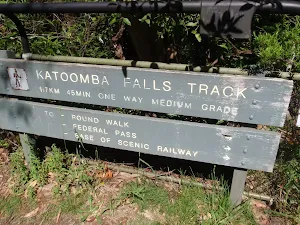 KATOOMBA FALLS TRACK
1.7KM 45MIN ONE WAY MEDIUM GRADE
TO - ROUND WALK
- FEDERAL PASS
- BASE OF SCENIC RAILWAY